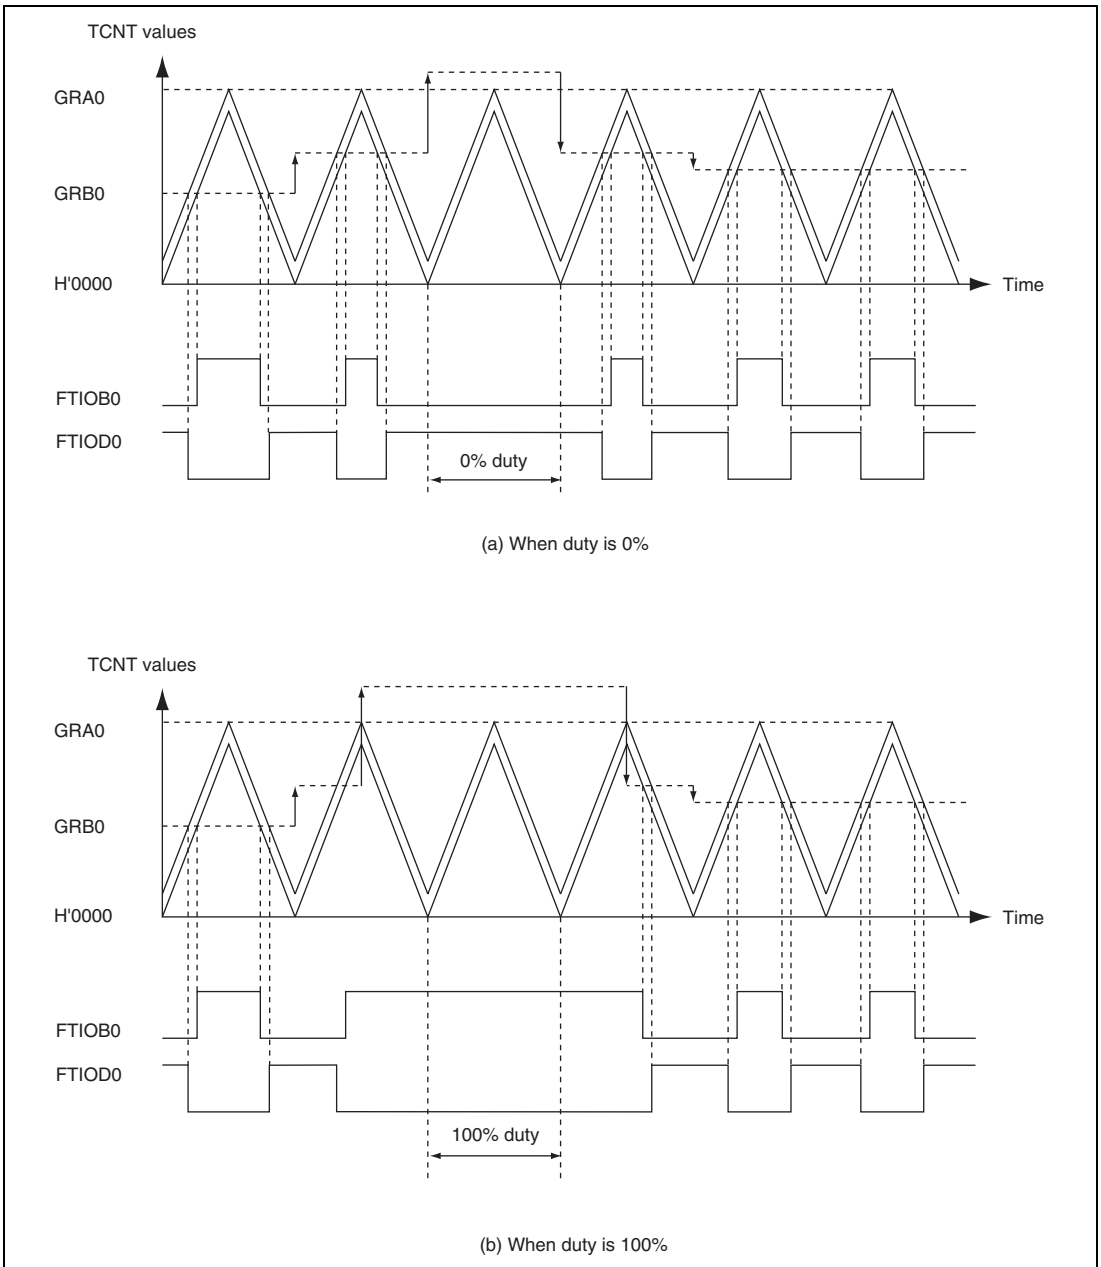 TCNT values
GRA0
GRB0
H'0000
Time
FTIOB0
FTIOD0
0% duty
(a) When duty is 0%
TCNT values
GRA0
GRB0
H'0000
Time
FTIOB0
FTIOD0
100% duty
(b) When duty is 100%